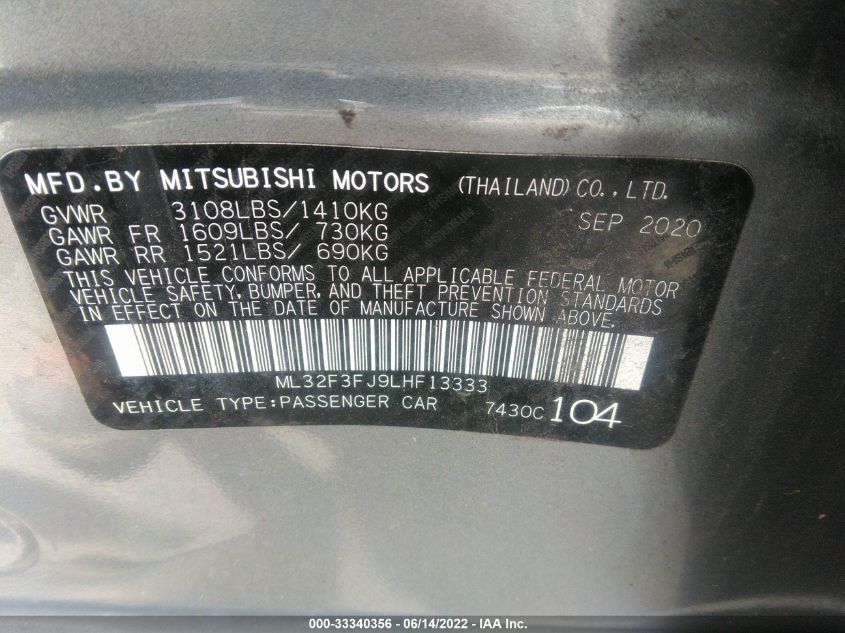 MFD.BY MITSUBISHI MOTORS (THAILAND) CO., LTD.
GVWR 3108LBS/1410KG SEP 2020
GAWR FR 1609LBS/ 730KG
GAWR RR 1521LBS/ 690KG
THIS VEHICLE CONFORMS TO ALL APPLICABLE FEDERAL MOTOR
VEHICLE SAFETY, BUMPER, AND THEFT PREVENTION STANDARDS
IN EFFECT ON THE DATE OF MANUFACTURE SHOWN ABOVE.
ML32F3FJ9LHF13333
VEHICLE TYPE:PASSENGER CAR 7430C 104
000-33340356 - 06/14/2022 - IAA Inc.